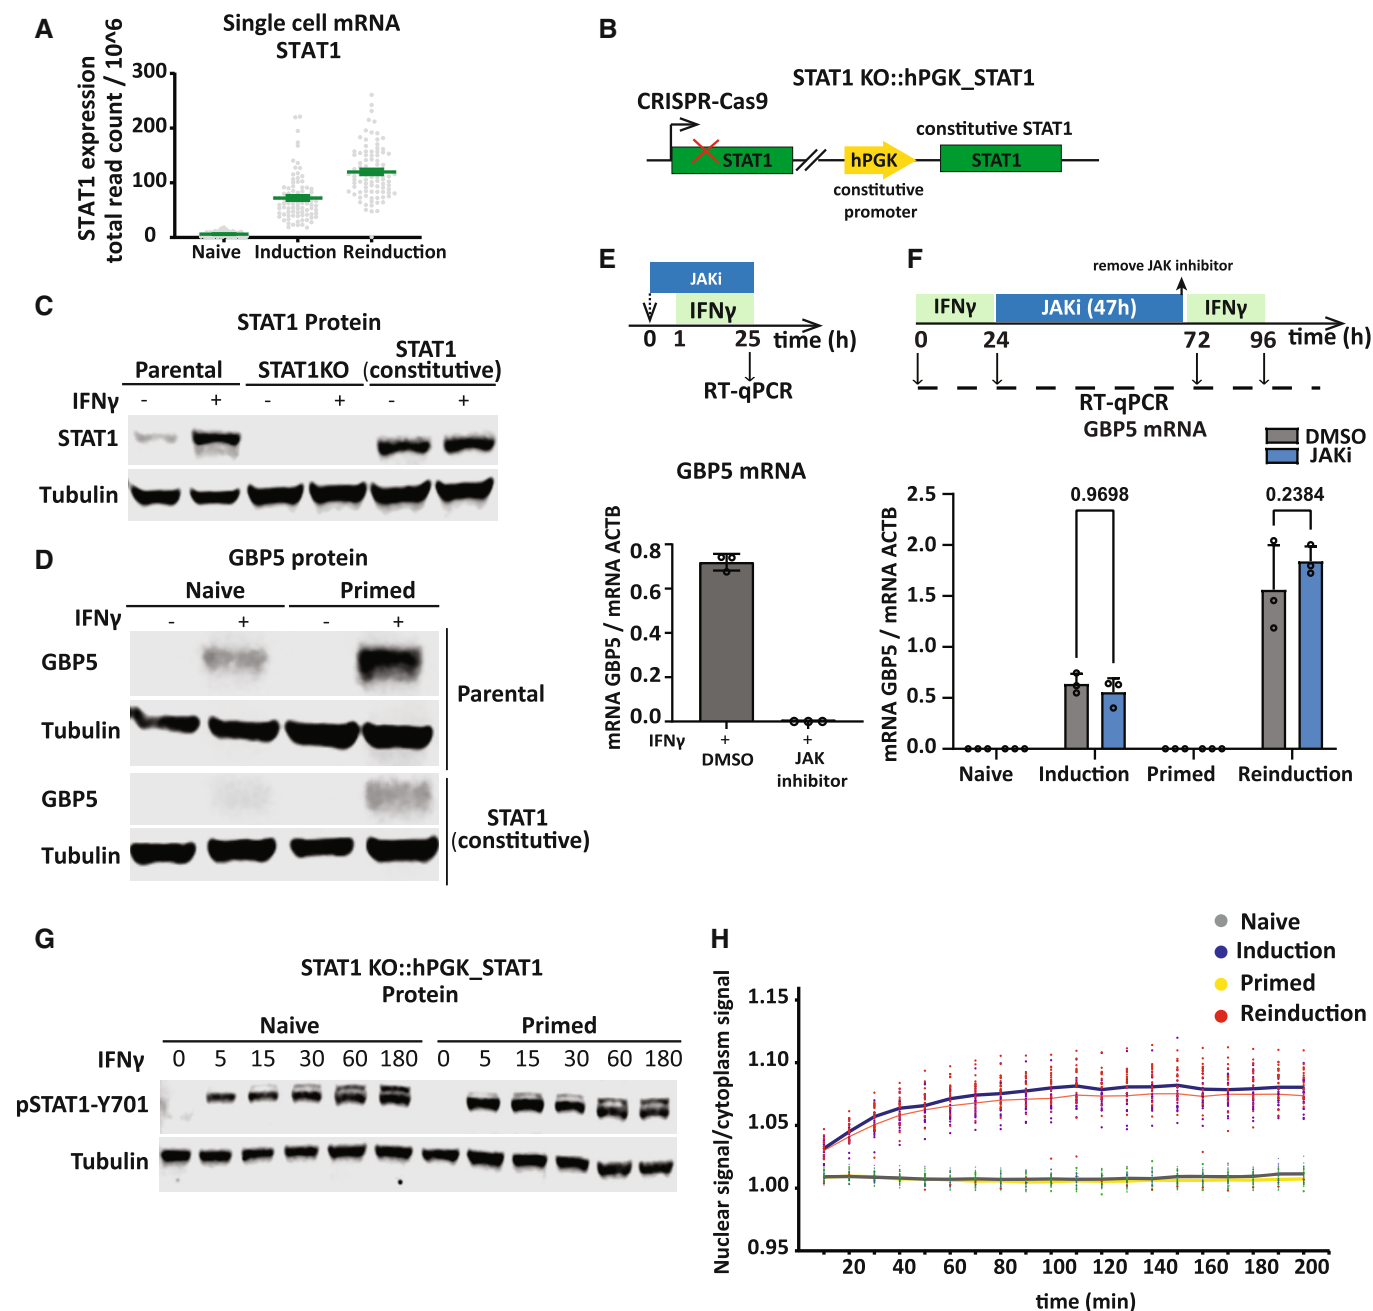 A
Single cell mRNA
STAT1
STAT1 expression
total read count / 10^6
300
200
100
0
Naive Induction Reinduction
B
STAT1 KO::hPGK_STAT1
CRISPR-Cas9
constitutive STAT1
STAT1
hPGK
STAT1
constitutive
promoter
C
STAT1 Protein
Parental
STAT1KO
STAT1
(constitutive)
IFNγ - + - + - +
STAT1
Tubulin
D
GBP5 protein
Naive Primed
IFNγ - + - +
GBP5
Parental
Tubulin
GBP5
STAT1
(constitutive)
Tubulin
E
JAKi
IFNγ
0 1 25 time (h)
RT-qPCR
GBP5 mRNA
mRNA GBP5 / mRNA ACTB
0.8
0.6
0.4
0.2
0.0
IFNγ + +
DMSO JAK
inhibitor
F
remove JAK inhibitor
IFNγ JAKi (47h) IFNγ
0 24 72 96 time (h)
RT-qPCR
GBP5 mRNA
DMSO
JAKi
mRNA GBP5 / mRNA ACTB
2.5
2.0
1.5
1.0
0.5
0.0
0.9698
0.2384
Naive Induction Primed Reinduction
G
STAT1 KO::hPGK_STAT1
Protein
Naive Primed
IFNγ 0 5 15 30 60 180 0 5 15 30 60 180
pSTAT1-Y701
Tubulin
H
Naive
Induction
Primed
Reinduction
Nuclear signal/cytoplasm signal
1.15
1.10
1.05
1.00
0.95
20 40 60 80 100 120 140 160 180 200
time (min)